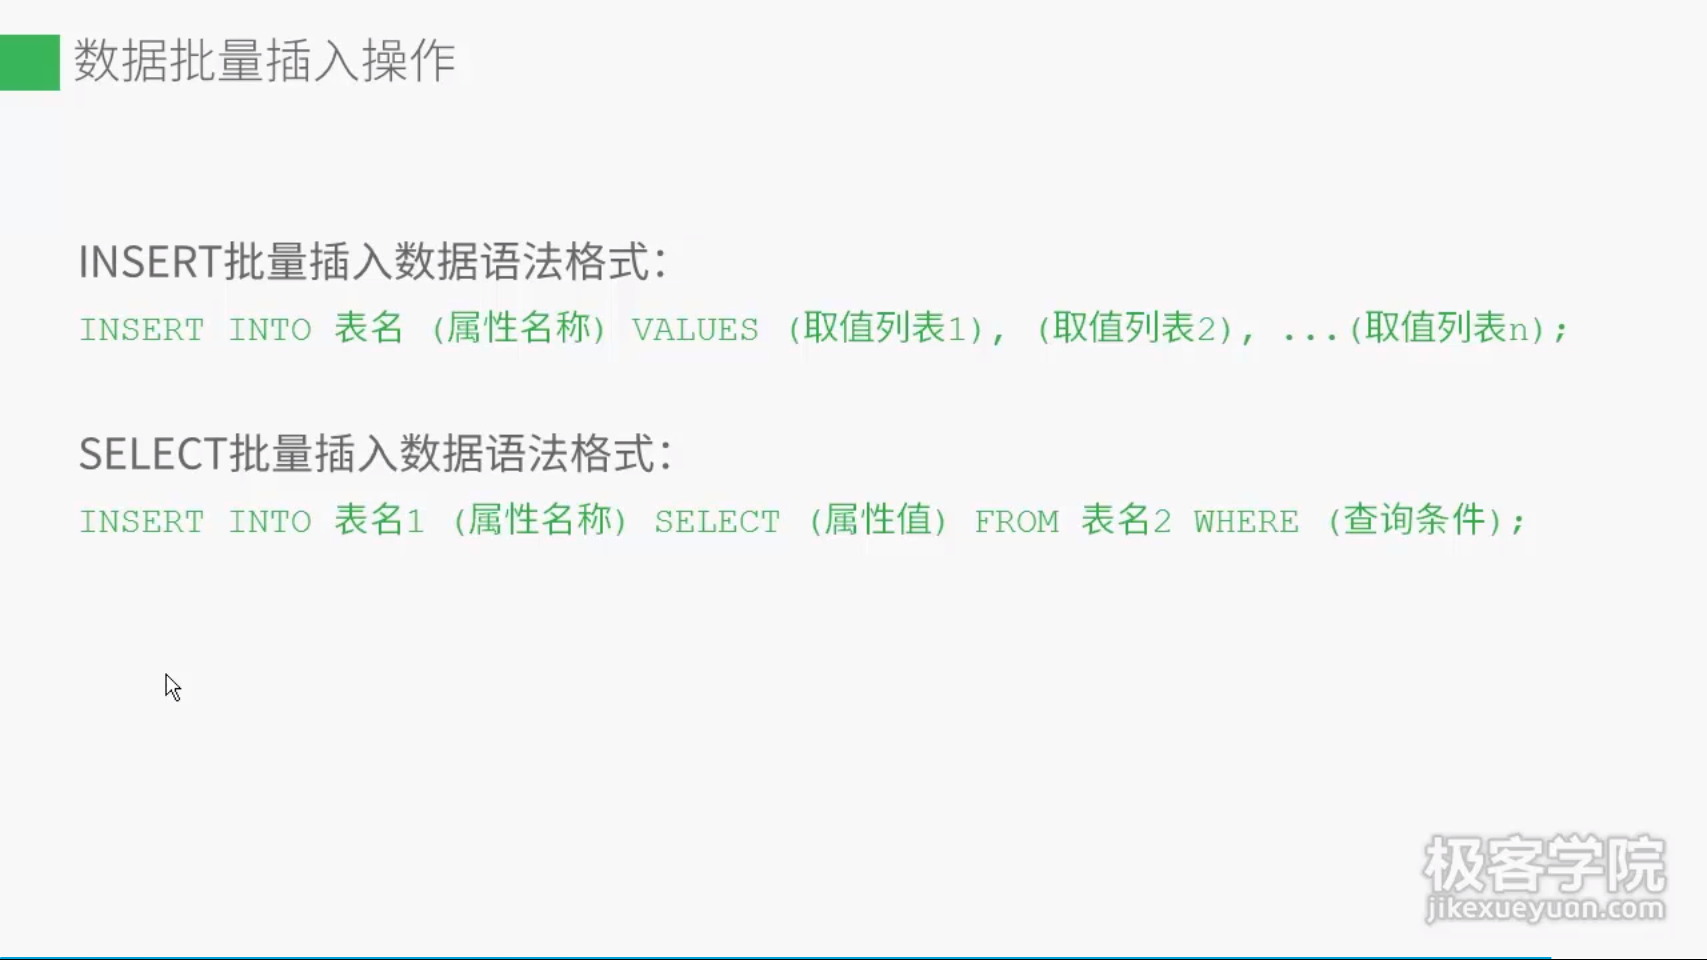 数据批量插入操作
INSERT批量插入数据语法格式：
INSERT INTO 表名 (属性名称) VALUES (取值列表1), (取值列表2), ...(取值列表n);
SELECT批量插入数据语法格式：
INSERT INTO 表名1 (属性名称) SELECT (属性值) FROM 表名2 WHERE (查询条件);
极客学院
jikexueyuan.com